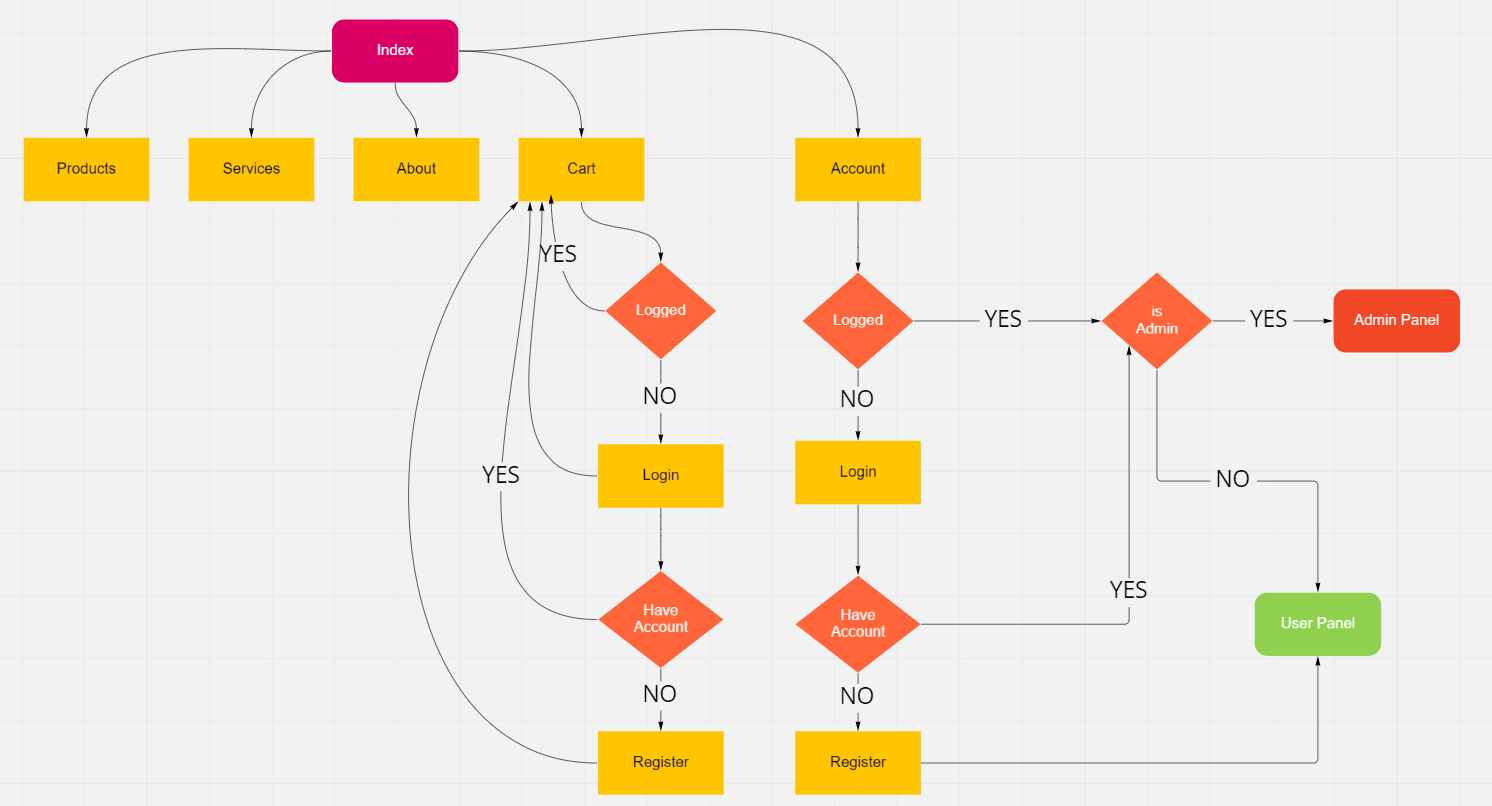 Index
Products
Services
About
Cart
Account
YES
Logged
Logged
YES
is
Admin
YES
Admin Panel
NO
NO
YES
Login
Login
NO
YES
Have
Account
Have
Account
User Panel
NO
NO
Register
Register